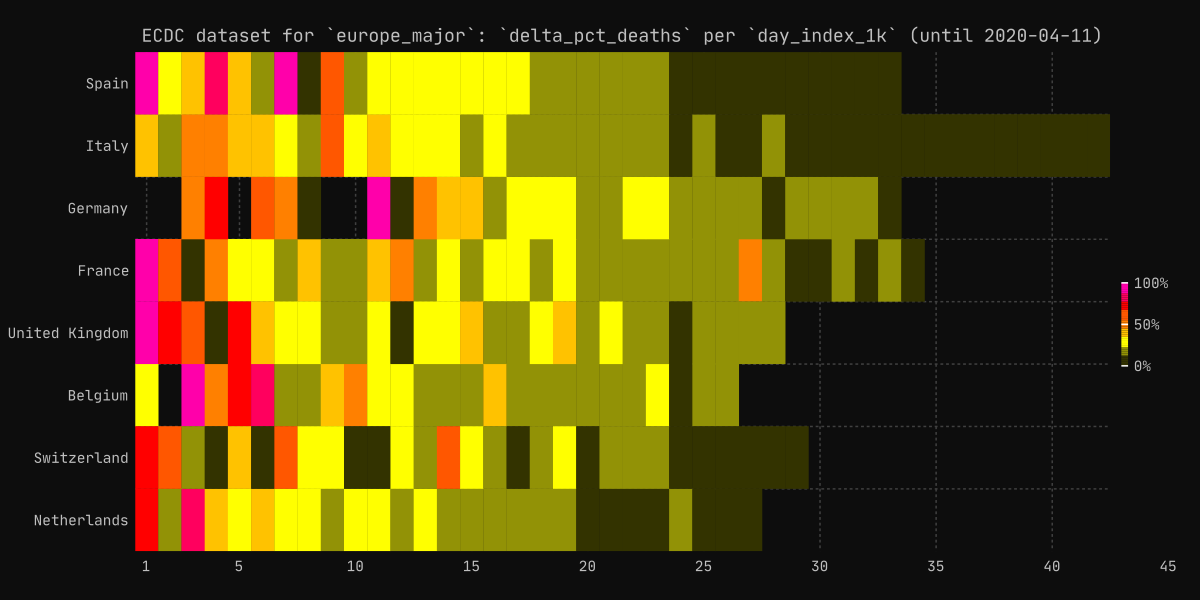 ECDC dataset for `europe_major`: `delta_pct_deaths` per `day_index_1k` (until 2020-04-11)
Spain
Italy
Germany
France
United Kingdom
Belgium
Switzerland
Netherlands
100%
50%
0%
1 5 10 15 20 25 30 35 40 45